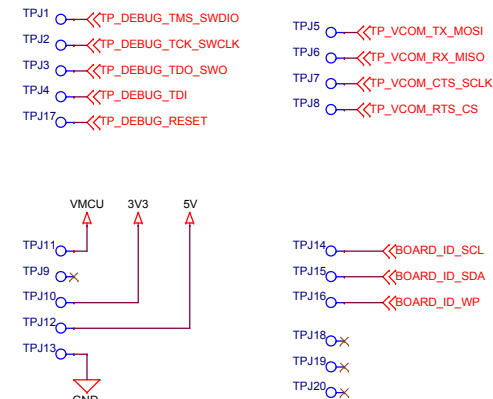 TPJ1 TP_DEBUG_TMS_SWDIO
TPJ2 TP_DEBUG_TCK_SWCLK
TPJ3 TP_DEBUG_TDO_SWO
TPJ4 TP_DEBUG_TDI
TPJ17 TP_DEBUG_RESET
TPJ5 TP_VCOM_TX_MOSI
TPJ6 TP_VCOM_RX_MISO
TPJ7 TP_VCOM_CTS_SCLK
TPJ8 TP_VCOM_RTS_CS
VMCU 3V3 5V
TPJ11
TPJ9
TPJ10
TPJ12
TPJ13
GND
TPJ14 BOARD_ID_SCL
TPJ15 BOARD_ID_SDA
TPJ16 BOARD_ID_WP
TPJ18
TPJ19
TPJ20